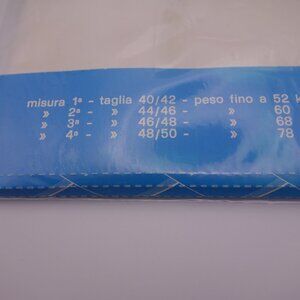 misura 1ª - taglia 40/42 - peso fino a 52 k
» 2ª - » 44/46 - » 60
» 3ª - » 46/48 - » 68
» 4ª - » 48/50 - » 78